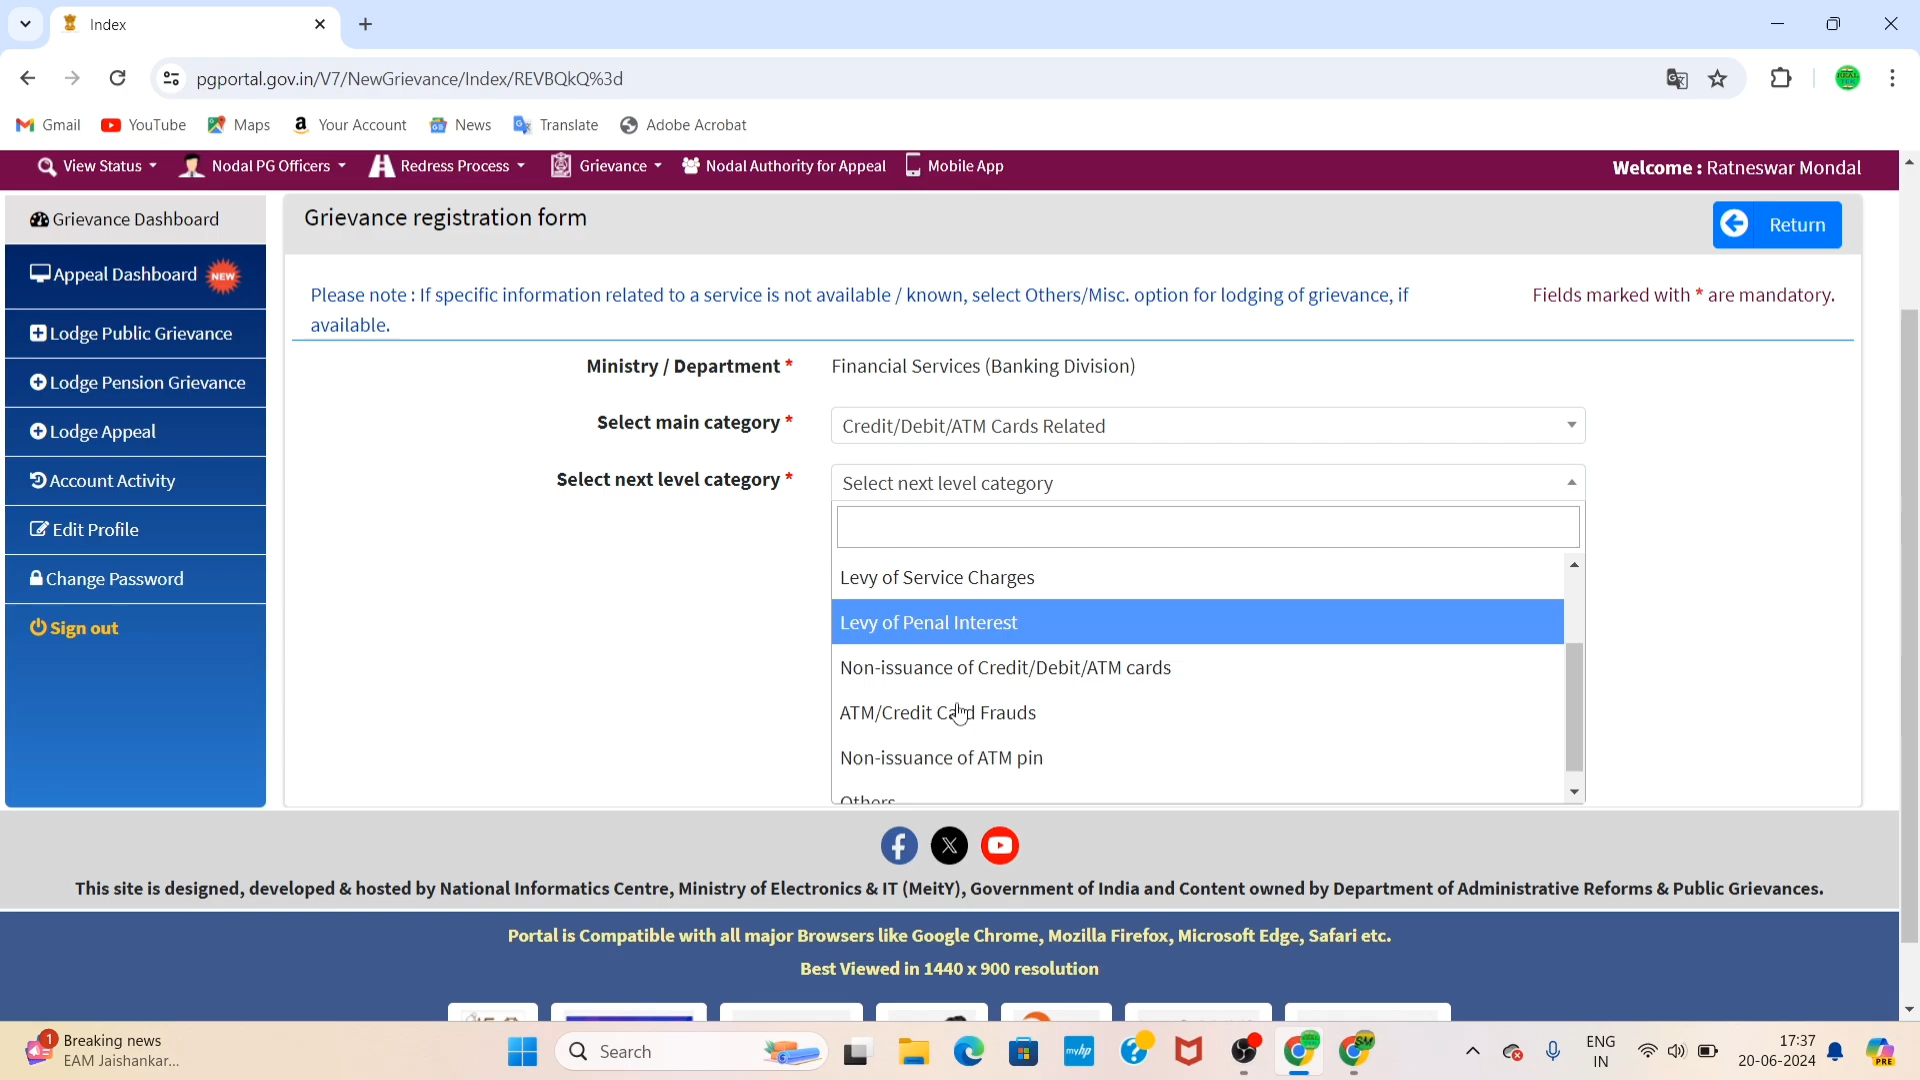 Index
pgportal.gov.in/V7/NewGrievance/Index/REVBQkQ%3d
Gmail YouTube Maps Your Account News Translate Adobe Acrobat
View Status Nodal PG Officers Redress Process Grievance Nodal Authority for Appeal Mobile App Welcome : Ratneswar Mondal
Grievance Dashboard
Appeal Dashboard NEW
Lodge Public Grievance
Lodge Pension Grievance
Lodge Appeal
Account Activity
Edit Profile
Change Password
Sign out
Grievance registration form
Return
Please note : If specific information related to a service is not available / known, select Others/Misc. option for lodging of grievance, if
available.
Fields marked with * are mandatory.
Ministry / Department * Financial Services (Banking Division)
Select main category * Credit/Debit/ATM Cards Related
Select next level category * Select next level category
Levy of Service Charges
Levy of Penal Interest
Non-issuance of Credit/Debit/ATM cards
ATM/Credit Card Frauds
Non-issuance of ATM pin
Others
This site is designed, developed & hosted by National Informatics Centre, Ministry of Electronics & IT (MeitY), Government of India and Content owned by Department of Administrative Reforms & Public Grievances.
Portal is Compatible with all major Browsers like Google Chrome, Mozilla Firefox, Microsoft Edge, Safari etc.
Best Viewed in 1440 x 900 resolution
1
Breaking news
EAM Jaishankar...
Search
myhp
ENG
IN
17:37
20-06-2024
PRE